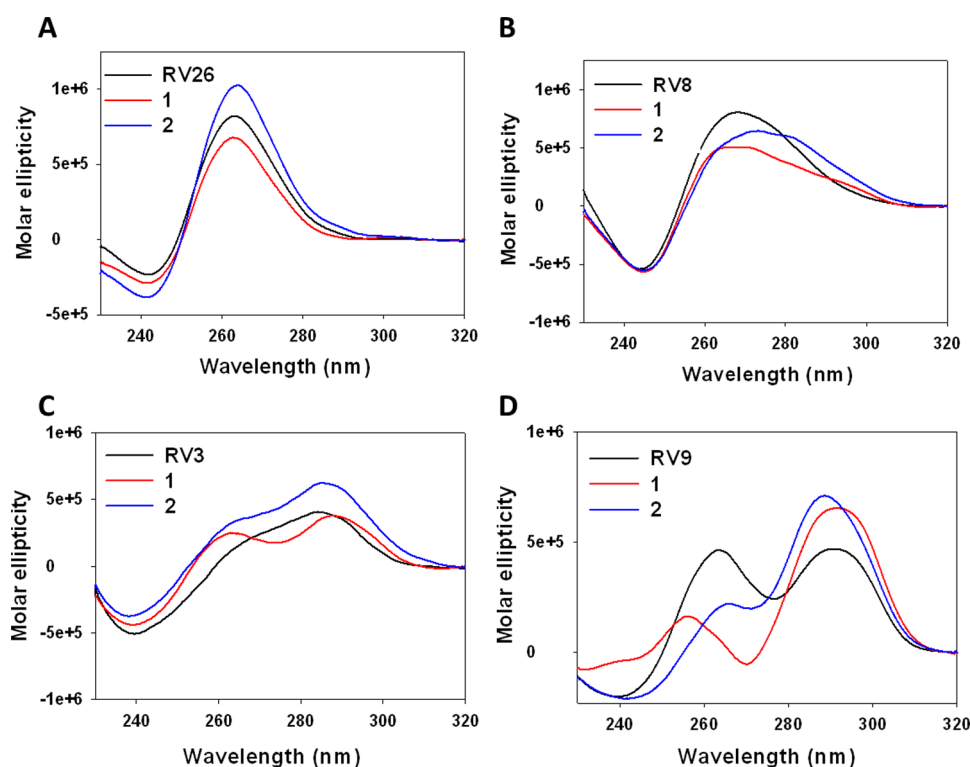 A
RV26
1
2
1e+6
5e+5
0
-5e+5
Molar ellipticity
240 260 280 300 320
Wavelength (nm)
B
RV8
1
2
1e+6
5e+5
0
-5e+5
-1e+6
Molar ellipticity
240 260 280 300 320
Wavelength (nm)
C
RV3
1
2
1e+6
5e+5
0
-5e+5
-1e+6
Molar ellipticity
240 260 280 300 320
Wavelength (nm)
D
RV9
1
2
1e+6
5e+5
0
Molar ellipticity
240 260 280 300 320
Wavelength (nm)